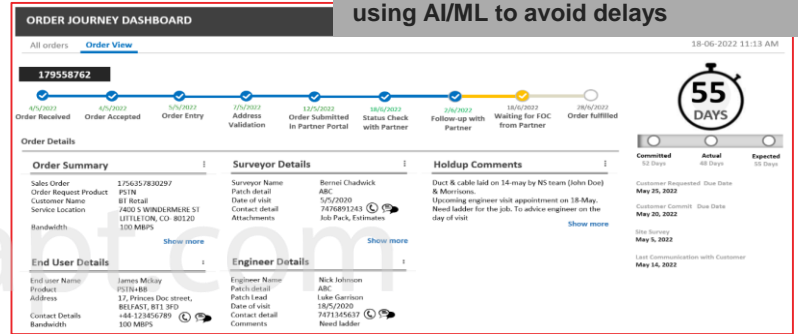 using AI/ML to avoid delays
ORDER JOURNEY DASHBOARD
All orders Order View
18-06-2022 11:13 AM
179558762
4/5/2022 4/5/2022 5/5/2022 7/5/2022 12/5/2022 18/6/2022 2/6/2022 18/6/2022 28/6/2022
Order Received Order Accepted Order Entry Address Validation Order Submitted in Partner Portal Status Check with Partner Follow-up with Partner Waiting for FOC from Partner Order fulfilled
55
DAYS
Order Details
Committed Actual Expected
52 Days 48 Days 55 Days
Order Summary
Sales Order 1756357830297
Order Request Product PSTN
Customer Name BT Retail
Service Location 7400 S WINDERMERE ST
LITTLETON, CO- 80120
Bandwidth 100 MBPS
Show more
Surveyor Details
Surveyor Name Bernei Chadwick
Patch detail ABC
Date of visit 5/5/2020
Contact detail 7476891243
Attachments Job Pack, Estimates
Show more
Holdup Comments
Duct & cable laid on 14-may by NS team (John Doe)
& Morrisons.
Upcoming engineer visit appointment on 18-May.
Need ladder for the job. To advice engineer on the
day of visit
Show more
Customer Requested Due Date
May 25, 2022
Customer Commit Due Date
May 20, 2022
Site Survey
May 5, 2022
Last Communication with Customer
May 14, 2022
End User Details
End user Name James Mckay
Product PSTN+BB
Address 17, Princes Doc street,
BELFAST, BT1 3FD
Contact Details +44-123456789
Bandwidth 100 MBPS
Engineer Details
Engineer Name Nick Johnson
Patch detail ABC
Patch Lead Luke Garrison
Date of visit 18/5/2020
Contact detail 7471345637
Comments Need ladder
apt.com